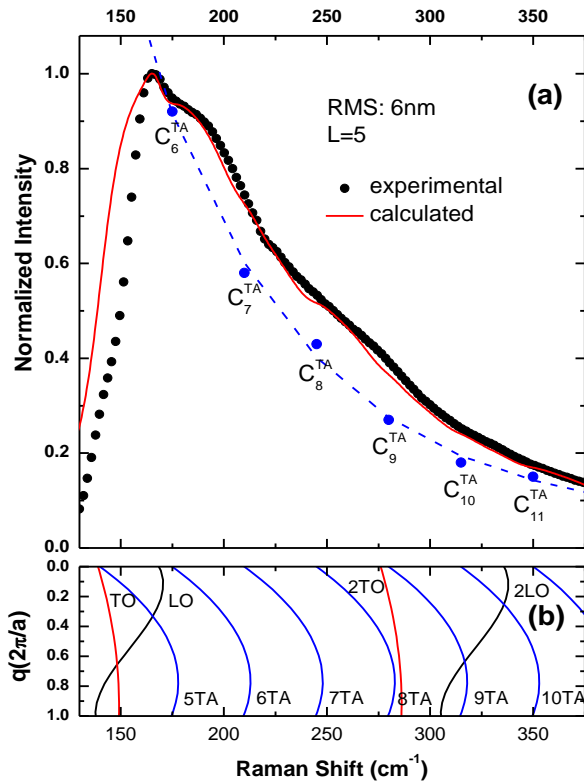 150 200 250 300 350
(a)
RMS: 6nm
L=5
experimental
calculated
C₆ᵀᴬ
C₇ᵀᴬ
C₈ᵀᴬ
C₉ᵀᴬ
C₁₀ᵀᴬ
C₁₁ᵀᴬ
Normalized Intensity
1.0
0.8
0.6
0.4
0.2
0.0
(b)
TO LO 2TO 2LO
5TA 6TA 7TA 8TA 9TA 10TA
q(2π/a)
0.0
0.2
0.4
0.6
0.8
1.0
150 200 250 300 350
Raman Shift (cm⁻¹)